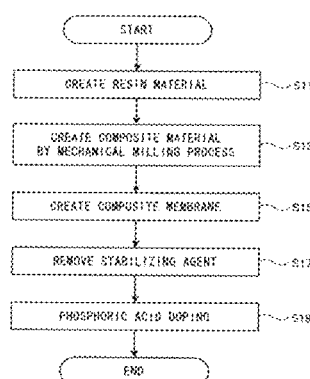 START
CREATE RESIN MATERIAL
S11
CREATE COMPOSITE MATERIAL
BY MECHANICAL MILLING PROCESS
S13
CREATE COMPOSITE MEMBRANE
S15
REMOVE STABILIZING AGENT
S17
PHOSPHORIC ACID DOPING
END